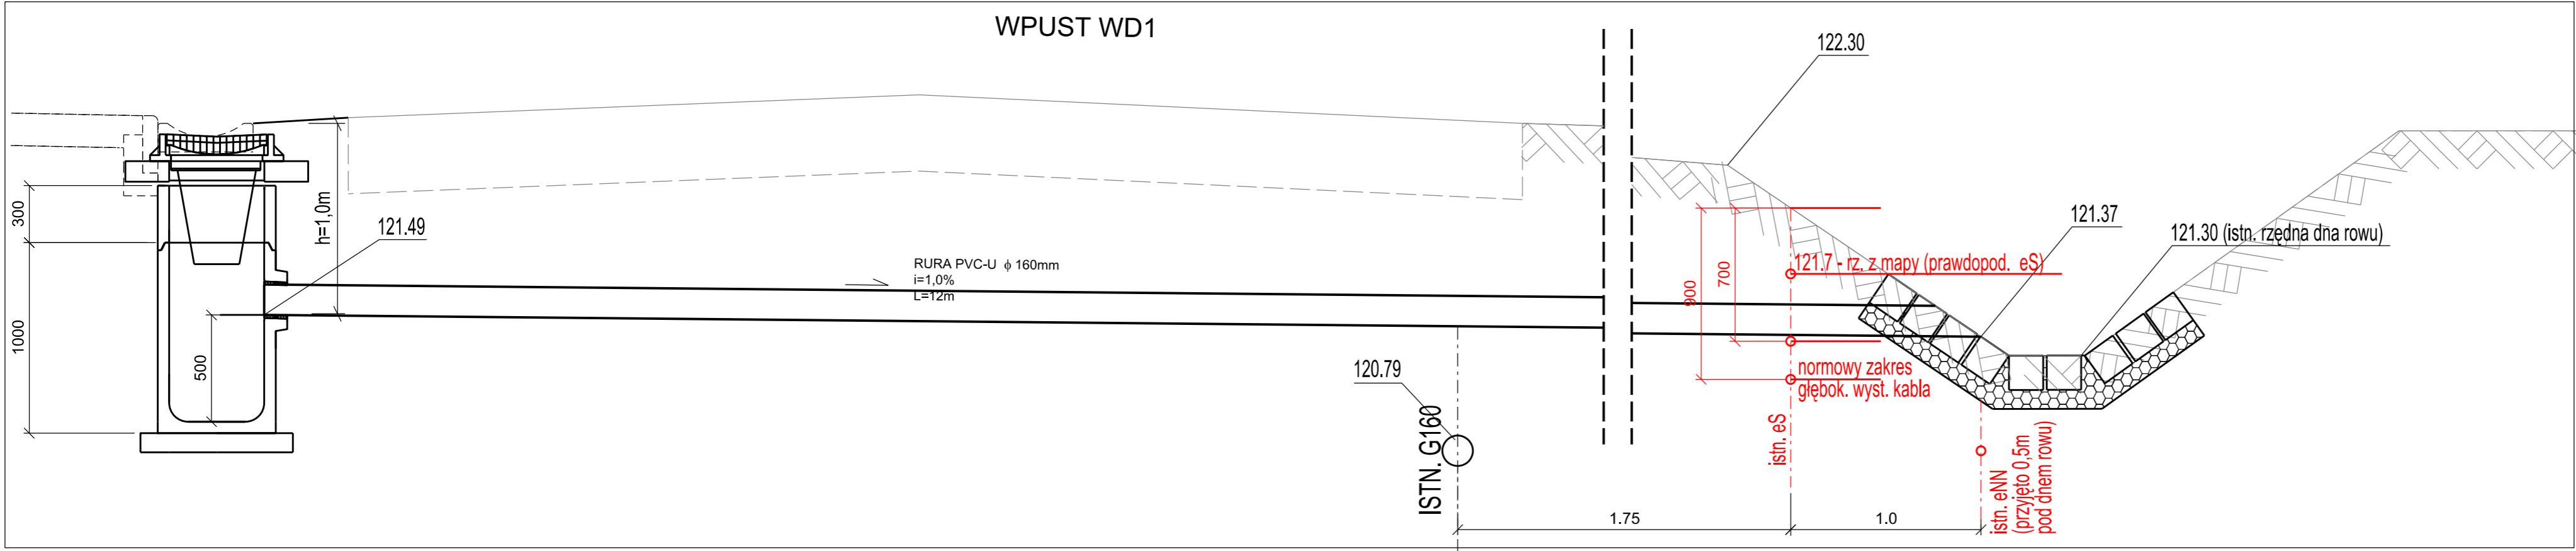 WPUST WD1
122.30
300
1000
500
h=1,0m
121.49
RURA PVC-U ϕ 160mm
i=1,0%
L=12m
900
700
121.7 - rz. z mapy (prawdopod. eS)
121.37
121.30 (istn. rzędna dna rowu)
120.79
ISTN. G160
normowy zakres
głębok. wyst. kabla
istn. eS
istn. eNN
(przyjęto 0,5m
pod dnem rowu)
1.75
1.0